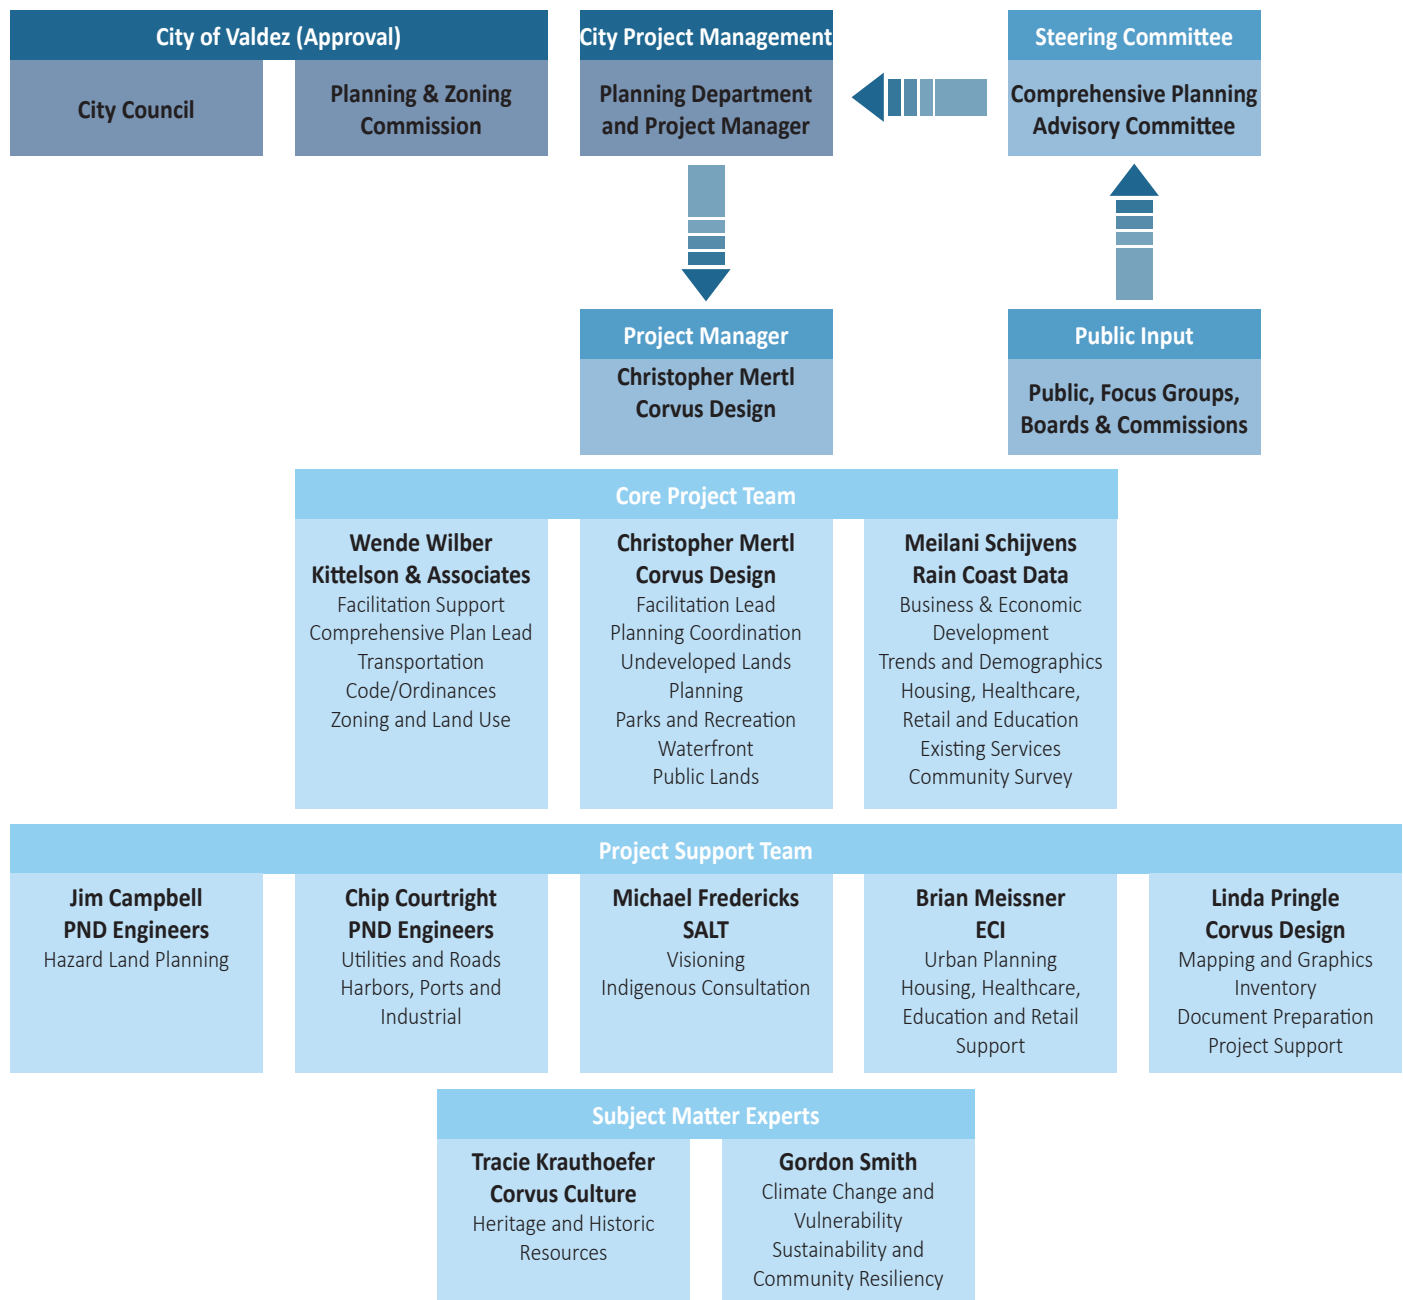 City of Valdez (Approval)
City Council
Planning & Zoning
Commission
City Project Management
Planning Department
and Project Manager
Steering Committee
Comprehensive Planning
Advisory Committee
Project Manager
Christopher Mertl
Corvus Design
Public Input
Public, Focus Groups,
Boards & Commissions
Core Project Team
Wende Wilber
Kittelson & Associates
Facilitation Support
Comprehensive Plan Lead
Transportation
Code/Ordinances
Zoning and Land Use
Christopher Mertl
Corvus Design
Facilitation Lead
Planning Coordination
Undeveloped Lands
Planning
Parks and Recreation
Waterfront
Public Lands
Meilani Schijvens
Rain Coast Data
Business & Economic
Development
Trends and Demographics
Housing, Healthcare,
Retail and Education
Existing Services
Community Survey
Project Support Team
Jim Campbell
PND Engineers
Hazard Land Planning
Chip Courtright
PND Engineers
Utilities and Roads
Harbors, Ports and
Industrial
Michael Fredericks
SALT
Visioning
Indigenous Consultation
Brian Meissner
ECI
Urban Planning
Housing, Healthcare,
Education and Retail
Support
Linda Pringle
Corvus Design
Mapping and Graphics
Inventory
Document Preparation
Project Support
Subject Matter Experts
Tracie Krauthoefer
Corvus Culture
Heritage and Historic
Resources
Gordon Smith
Climate Change and
Vulnerability
Sustainability and
Community Resiliency